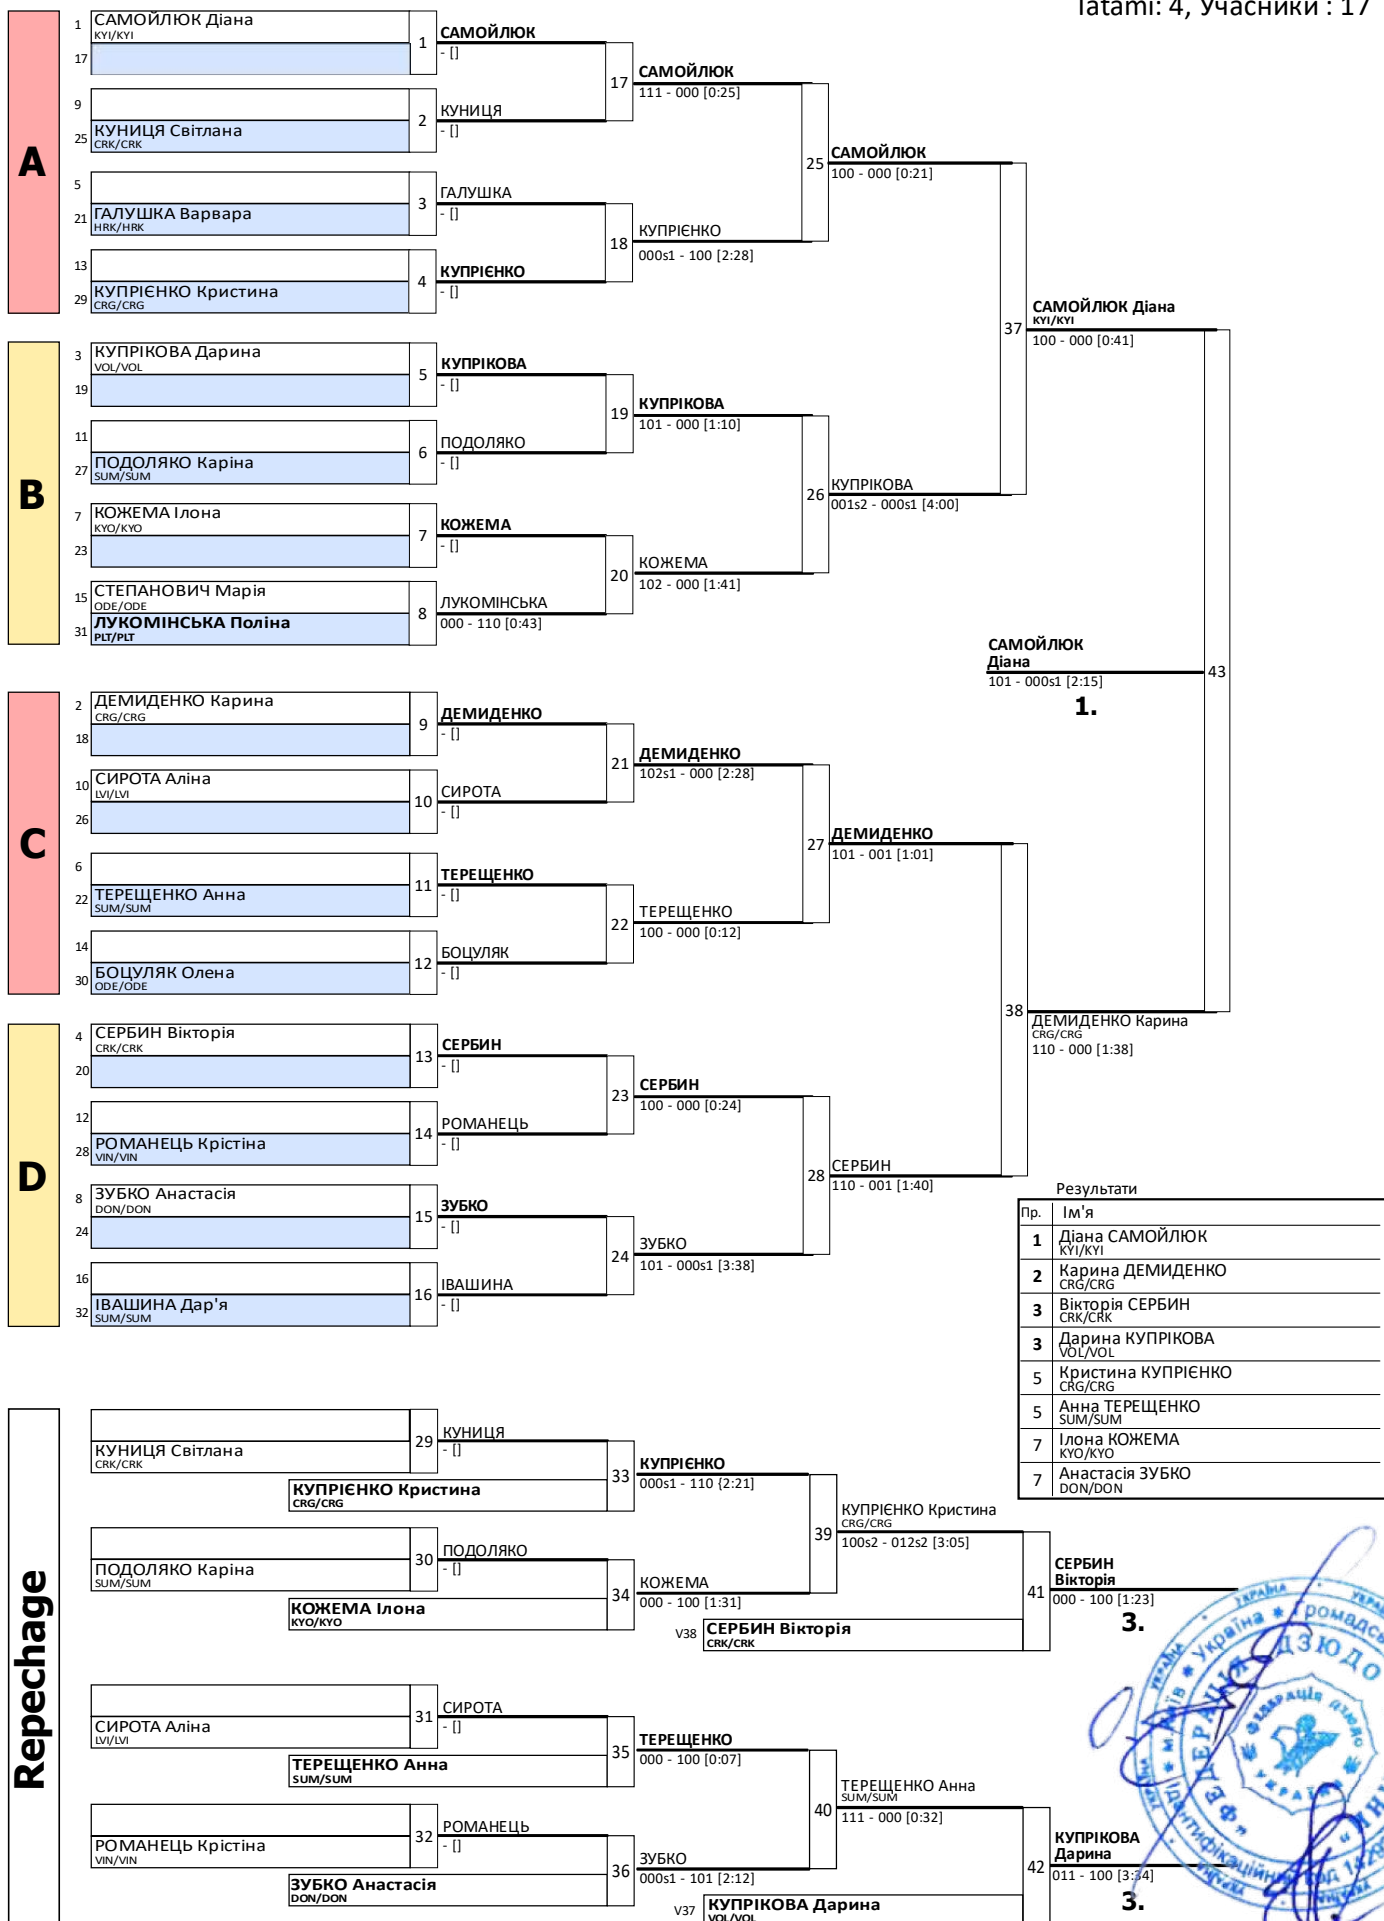 Tatami: 4, Учасники : 17
A
1 САМОЙЛЮК Діана
KYI/KYI
17
1
САМОЙЛЮК
- []
9
25 КУНИЦЯ Світлана
CRK/CRK
2
КУНИЦЯ
- []
17
САМОЙЛЮК
111 - 000 [0:25]
5
21 ГАЛУШКА Варвара
HRK/HRK
3
ГАЛУШКА
- []
13
29 КУПРІЄНКО Кристина
CRG/CRG
4
КУПРІЄНКО
- []
18
КУПРІЄНКО
000s1 - 100 [2:28]
25
САМОЙЛЮК
100 - 000 [0:21]
B
3 КУПРІКОВА Дарина
VOL/VOL
19
5
КУПРІКОВА
- []
11
27 ПОДОЛЯКО Каріна
SUM/SUM
6
ПОДОЛЯКО
- []
19
КУПРІКОВА
101 - 000 [1:10]
7 КОЖЕМА Ілона
KYO/KYO
23
7
КОЖЕМА
- []
15 СТЕПАНОВИЧ Марія
ODE/ODE
31 ЛУКОМІНСЬКА Поліна
PLT/PLT
8
ЛУКОМІНСЬКА
000 - 110 [0:43]
20
КОЖЕМА
102 - 000 [1:41]
26
КУПРІКОВА
001s2 - 000s1 [4:00]
37
САМОЙЛЮК Діана
KYI/KYI
100 - 000 [0:41]
САМОЙЛЮК
Діана
101 - 000s1 [2:15]
1.
43
C
2 ДЕМИДЕНКО Карина
CRG/CRG
18
9
ДЕМИДЕНКО
- []
10 СИРОТА Аліна
LVI/LVI
26
10
СИРОТА
- []
21
ДЕМИДЕНКО
102s1 - 000 [2:28]
6
22 ТЕРЕЩЕНКО Анна
SUM/SUM
11
ТЕРЕЩЕНКО
- []
14
30 БОЦУЛЯК Олена
ODE/ODE
12
БОЦУЛЯК
- []
22
ТЕРЕЩЕНКО
100 - 000 [0:12]
27
ДЕМИДЕНКО
101 - 001 [1:01]
D
4 СЕРБИН Вікторія
CRK/CRK
20
13
СЕРБИН
- []
12
28 РОМАНЕЦЬ Крістіна
VIN/VIN
14
РОМАНЕЦЬ
- []
23
СЕРБИН
100 - 000 [0:24]
8 ЗУБКО Анастасія
DON/DON
24
15
ЗУБКО
- []
16
32 ІВАШИНА Дар'я
SUM/SUM
16
ІВАШИНА
- []
24
ЗУБКО
101 - 000s1 [3:38]
28
СЕРБИН
110 - 001 [1:40]
38
ДЕМИДЕНКО Карина
CRG/CRG
110 - 000 [1:38]
Результати
Пр. Ім'я
1 Діана САМОЙЛЮК
KYI/KYI
2 Карина ДЕМИДЕНКО
CRG/CRG
3 Вікторія СЕРБИН
CRK/CRK
3 Дарина КУПРІКОВА
VOL/VOL
5 Кристина КУПРІЄНКО
CRG/CRG
5 Анна ТЕРЕЩЕНКО
SUM/SUM
7 Ілона КОЖЕМА
KYO/KYO
7 Анастасія ЗУБКО
DON/DON
Repechage
КУНИЦЯ Світлана
CRK/CRK
29
КУНИЦЯ
- []
КУПРІЄНКО Кристина
CRG/CRG
33
КУПРІЄНКО
000s1 - 110 {2:21]
ПОДОЛЯКО Каріна
SUM/SUM
30
ПОДОЛЯКО
- []
КОЖЕМА Ілона
KYO/KYO
34
КОЖЕМА
000 - 100 [1:31]
39
КУПРІЄНКО Кристина
CRG/CRG
100s2 - 012s2 [3:05]
V38 СЕРБИН Вікторія
CRK/CRK
41
СЕРБИН
Вікторія
000 - 100 [1:23]
3.
СИРОТА Аліна
LVI/LVI
31
СИРОТА
- []
ТЕРЕЩЕНКО Анна
SUM/SUM
35
ТЕРЕЩЕНКО
000 - 100 [0:07]
РОМАНЕЦЬ Крістіна
VIN/VIN
32
РОМАНЕЦЬ
- []
ЗУБКО Анастасія
DON/DON
36
ЗУБКО
000s1 - 101 [2:12]
40
ТЕРЕЩЕНКО Анна
SUM/SUM
111 - 000 [0:32]
V37 КУПРІКОВА Дарина
VOL/VOL
42
КУПРІКОВА
Дарина
011 - 100 [3:34]
3.
Україна
м.Київ
ДЗЮДО
УКРАЇНИ